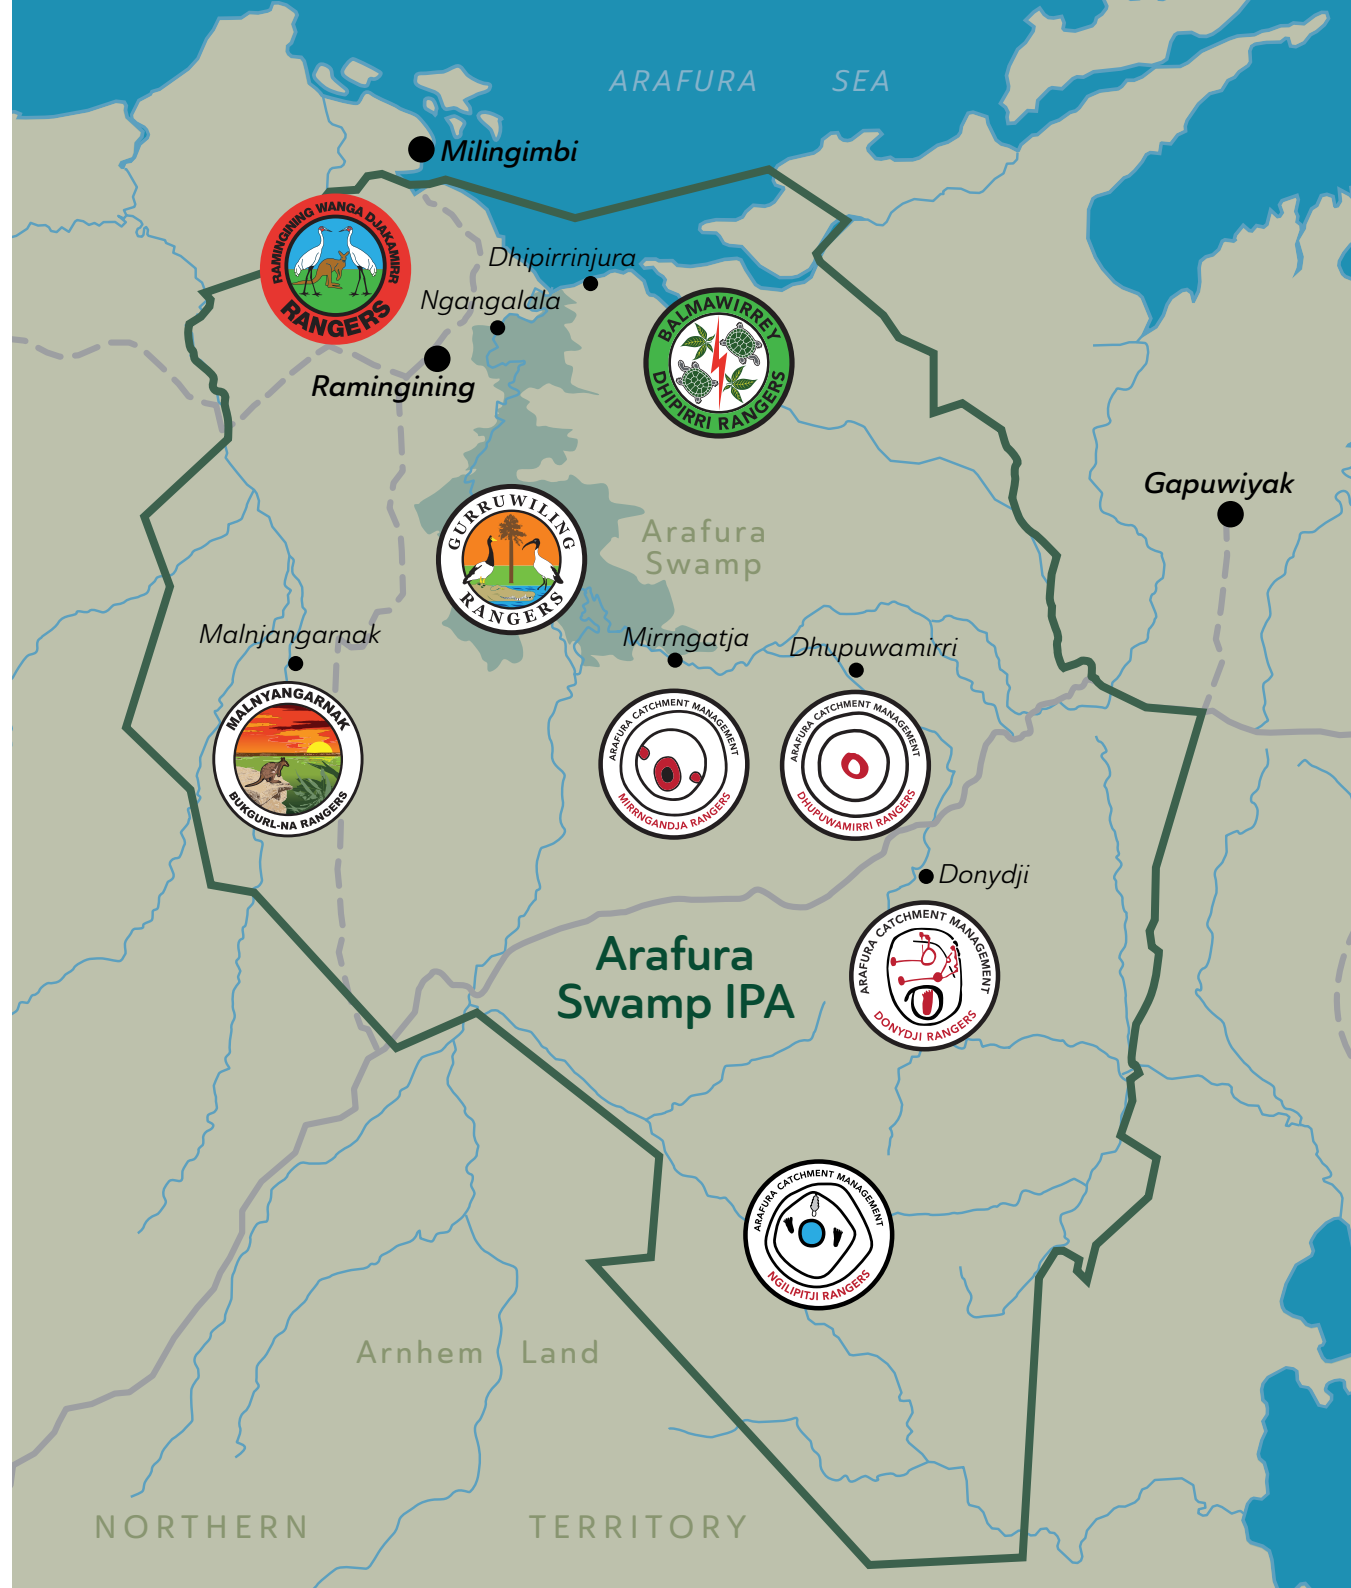 ARAFURA SEA
Milingimbi
RAMINGINING WANGA DJAKAMIRR
RANGERS
Dhipirrinjura
Ngangalala
BALMAWIRREY
DHIPIRRI RANGERS
Ramingining
Gapuwiyak
GURRUWILING
RANGERS
Arafura
Swamp
Malnjangarnak
Mirrngatja
Dhupuwamirri
MALNYANGARNAK
BUKGURL-NA RANGERS
ARAFURA CATCHMENT MANAGEMENT
MIRRNGANDJA RANGERS
ARAFURA CATCHMENT MANAGEMENT
DHUPUWAMIRRI RANGERS
Donydji
ARAFURA CATCHMENT MANAGEMENT
DONYDJI RANGERS
Arafura
Swamp IPA
ARAFURA CATCHMENT MANAGEMENT
NGILIPITJI RANGERS
Arnhem Land
NORTHERN TERRITORY